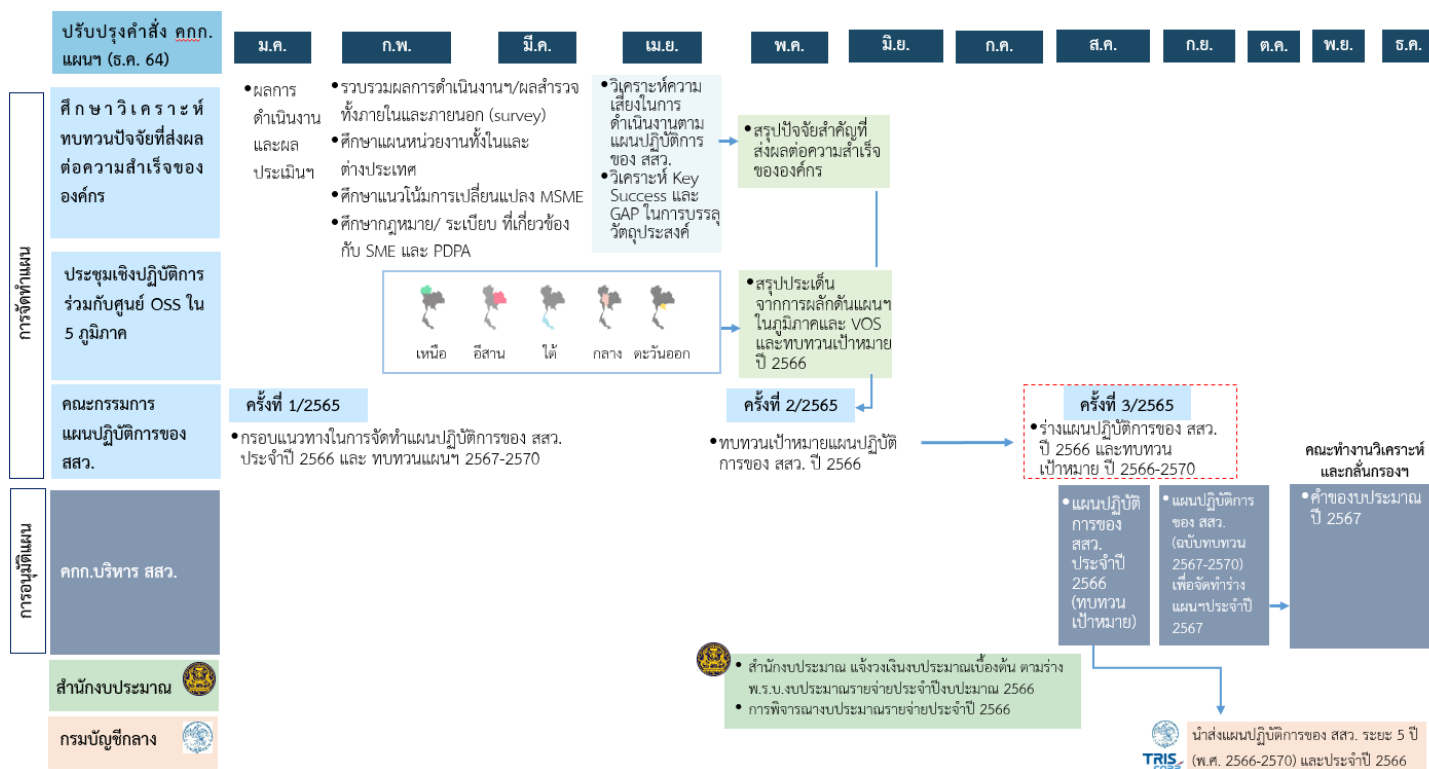 ปรับปรุงคำสั่ง คกก.
แผนฯ (ธ.ค. 64)
ม.ค.
ก.พ.
มี.ค.
เม.ย.
พ.ค.
มิ.ย.
ก.ค.
ส.ค.
ก.ย.
ต.ค.
พ.ย.
ธ.ค.
การจัดทำแผน
ศึกษาวิเคราะห์
ทบทวนปัจจัยที่ส่งผล
ต่อความสำเร็จของ
องค์กร
•ผลการ
ดำเนินงาน
และผล
ประเมินฯ
•รวบรวมผลการดำเนินงานฯ/ผลสำรวจ
ทั้งภายในและภายนอก (survey)
•ศึกษาแผนหน่วยงานทั้งในและ
ต่างประเทศ
•ศึกษาแนวโน้มการเปลี่ยนแปลง MSME
•ศึกษากฎหมาย/ ระเบียบ ที่เกี่ยวข้อง
กับ SME และ PDPA
•วิเคราะห์ความ
เสี่ยงในการ
ดำเนินงานตาม
แผนปฏิบัติการ
ของ สสว.
•วิเคราะห์ Key
Success และ
GAP ในการบรรลุ
วัตถุประสงค์
•สรุปปัจจัยสำคัญที่
ส่งผลต่อความสำเร็จ
ขององค์กร
ประชุมเชิงปฏิบัติการ
ร่วมกับศูนย์ OSS ใน
5 ภูมิภาค
เหนือ
อีสาน
ใต้
กลาง
ตะวันออก
•สรุปประเด็น
จากการผลักดันแผนฯ
ในภูมิภาคและ VOS
และทบทวนเป้าหมาย
ปี 2566
คณะกรรมการ
แผนปฏิบัติการของ
สสว.
ครั้งที่ 1/2565
•กรอบแนวทางในการจัดทำแผนปฏิบัติการของ สสว.
ประจำปี 2566 และ ทบทวนแผนฯ 2567-2570
ครั้งที่ 2/2565
•ทบทวนเป้าหมายแผนปฏิบัติ
การของ สสว. ปี 2566
ครั้งที่ 3/2565
•ร่างแผนปฏิบัติการของ สสว.
ปี 2566 และทบทวน
เป้าหมาย ปี 2566-2570
คณะทำงานวิเคราะห์
และกลั่นกรองฯ
การอนุมัติแผน
คกก.บริหาร สสว.
•แผนปฏิบัติ
การของ
สสว.
ประจำปี
2566
(ทบทวน
เป้าหมาย)
•แผนปฏิบัติการ
ของ สสว.
(ฉบับทบทวน
2567-2570)
เพื่อจัดทำร่าง
แผนฯประจำปี
2567
•คำของบประมาณ
ปี 2567
สำนักงบประมาณ
• สำนักงบประมาณ แจ้งวงเงินงบประมาณเบื้องต้น ตามร่าง
พ.ร.บ.งบประมาณรายจ่ายประจำปีงบปะมาณ 2566
• การพิจารณางบประมาณรายจ่ายประจำปี 2566
กรมบัญชีกลาง
TRIS
CORP
นำส่งแผนปฏิบัติการของ สสว. ระยะ 5 ปี
(พ.ศ. 2566-2570) และประจำปี 2566